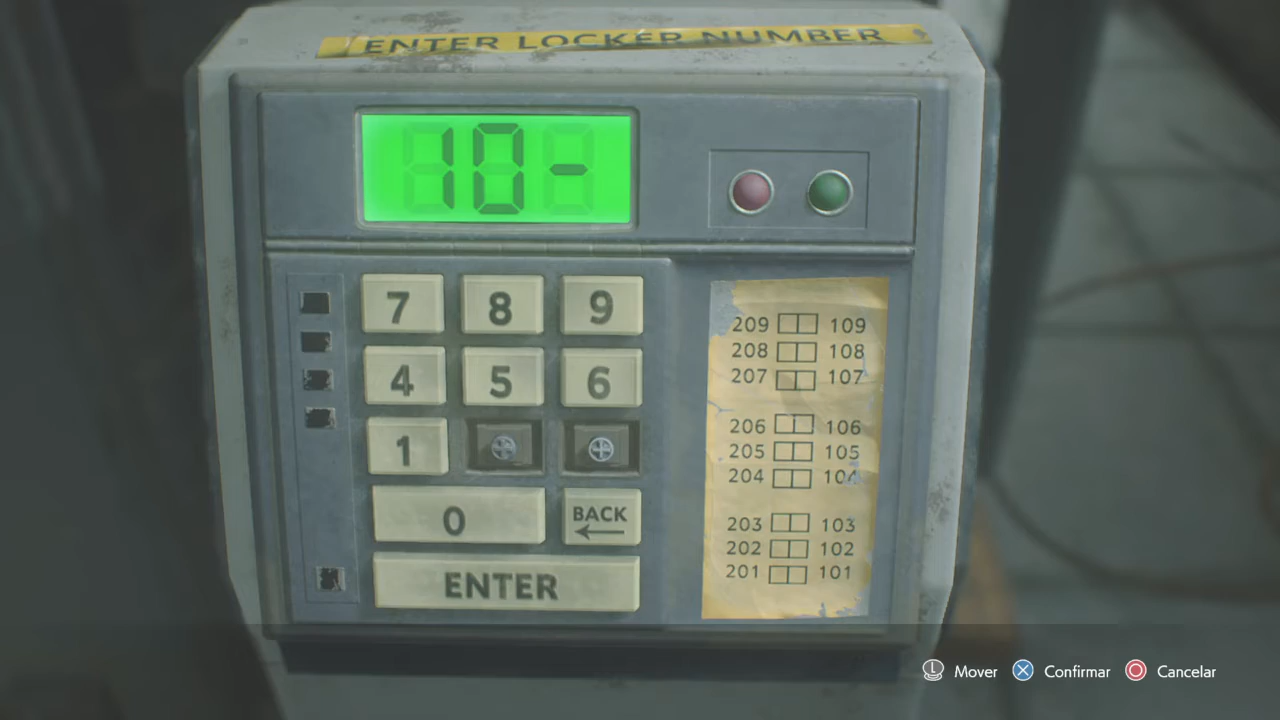 ENTER LOCKER NUMBER
10-
7 8 9
4 5 6
1
0 BACK
ENTER
209 109
208 108
207 107
206 106
205 105
204 104
203 103
202 102
201 101
L Mover Confirmar Cancelar